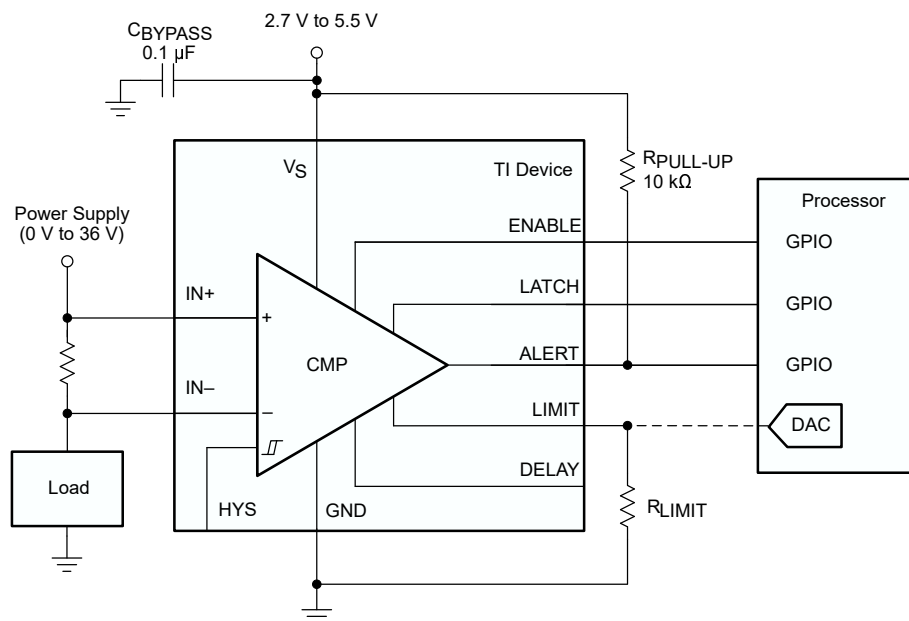 CBYPASS
0.1 µF
2.7 V to 5.5 V
VS
TI Device
RPULL-UP
10 kΩ
Processor
Power Supply
(0 V to 36 V)
ENABLE
GPIO
IN+
LATCH
GPIO
+
CMP
ALERT
GPIO
IN–
–
LIMIT
DAC
DELAY
Load
HYS
GND
RLIMIT